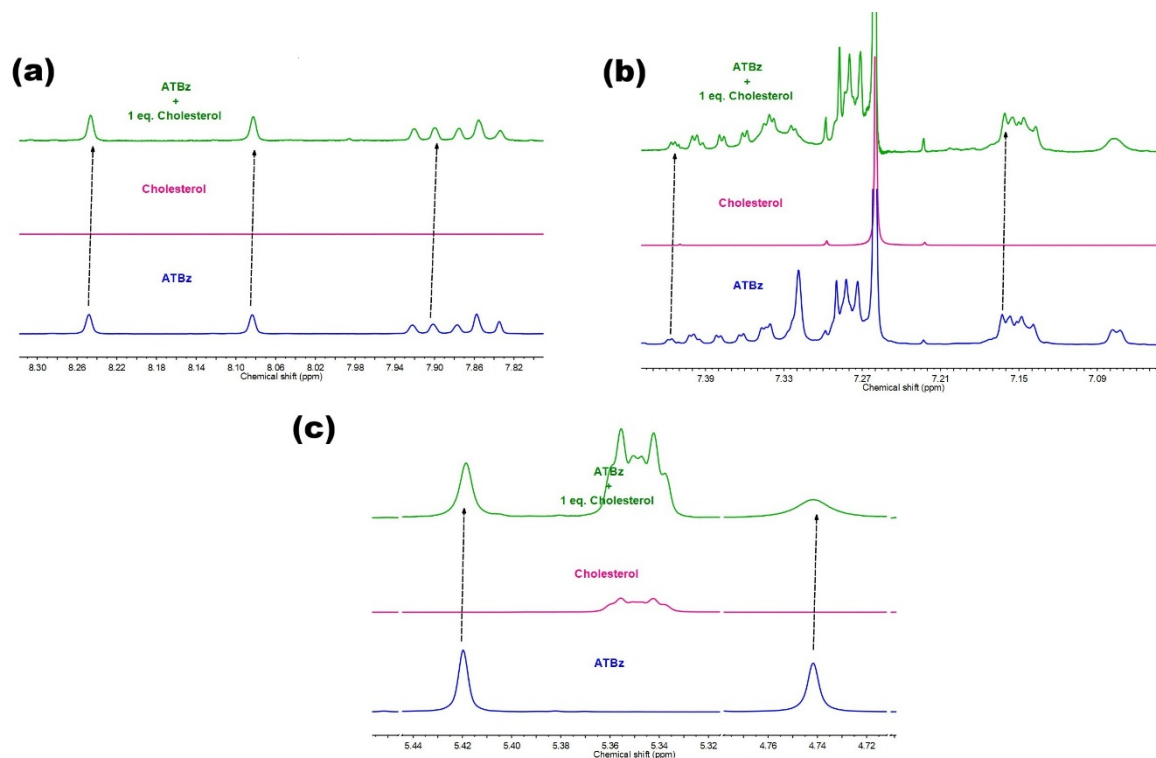 (a)
ATBz
+
1 eq. Cholesterol
Cholesterol
ATBz
8.30 8.26 8.22 8.18 8.14 8.10 8.06 8.02 7.98 7.94 7.90 7.86 7.82
Chemical shift (ppm)
(b)
ATBz
+
1 eq. Cholesterol
Cholesterol
ATBz
7.39 7.33 7.27 7.21 7.15 7.09
Chemical shift (ppm)
(c)
ATBz
+
1 eq. Cholesterol
Cholesterol
ATBz
5.44 5.42 5.40 5.38 5.36 5.34 5.32 4.76 4.74 4.72
Chemical shift (ppm)